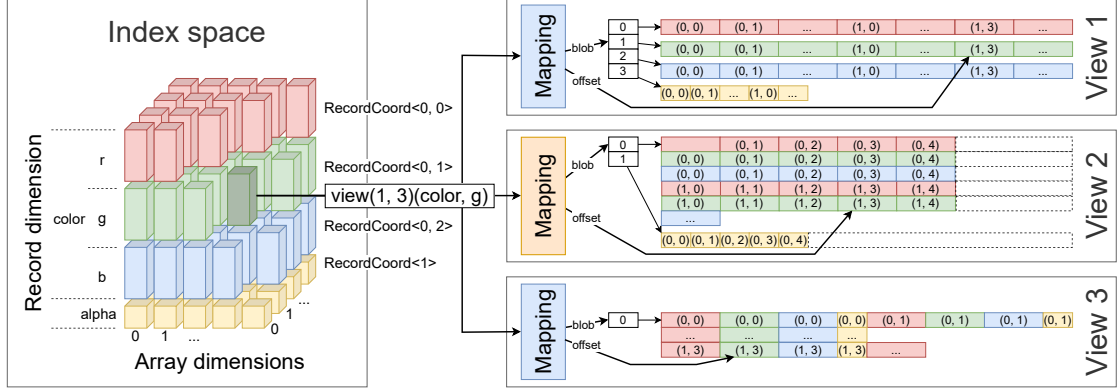 Index space
Record dimension
color
r
g
b
alpha
0 1 ...
0 1 ...
Array dimensions
RecordCoord<0, 0>
RecordCoord<0, 1>
view(1, 3)(color, g)
RecordCoord<0, 2>
RecordCoord<1>
Mapping
blob
offset
0
1
2
3
(0, 0) (0, 1) ... (1, 0) ... (1, 3) ...
(0, 0) (0, 1) ... (1, 0) ... (1, 3) ...
(0, 0) (0, 1) ... (1, 0) ... (1, 3) ...
(0, 0) (0, 1) ... (1, 0) ...
View 1
Mapping
blob
offset
0
1
(0, 1) (0, 2) (0, 3) (0, 4)
(0, 0) (0, 1) (0, 2) (0, 3) (0, 4)
(0, 0) (0, 1) (0, 2) (0, 3) (0, 4)
(1, 0) (1, 1) (1, 2) (1, 3) (1, 4)
(1, 0) (1, 1) (1, 2) (1, 3) (1, 4)
...
(0, 0) (0, 1) (0, 2) (0, 3) (0, 4)
View 2
Mapping
blob
offset
0
(0, 0) (0, 0) (0, 0) (0, 0) (0, 1) (0, 1) (0, 1) (0, 1)
... ... ... ...
(1, 3) (1, 3) (1, 3) (1, 3) ...
View 3